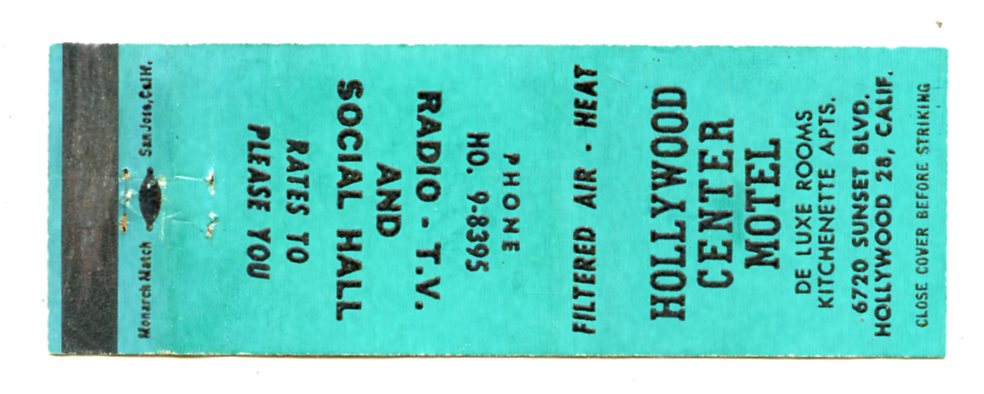 FILTERED AIR - HEAT
HOLLYWOOD
CENTER
MOTEL
DE LUXE ROOMS
KITCHENETTE APTS.
6720 SUNSET BLVD.
HOLLYWOOD 28, CALIF.
CLOSE COVER BEFORE STRIKING
PHONE
HO. 9-8395
RADIO - T.V.
AND
SOCIAL HALL
RATES TO
PLEASE YOU
Monarch Match San Jose, Calif.